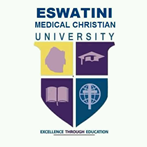 ESWATINI
MEDICAL CHRISTIAN
UNIVERSITY
EXCELLENCE THROUGH EDUCATION